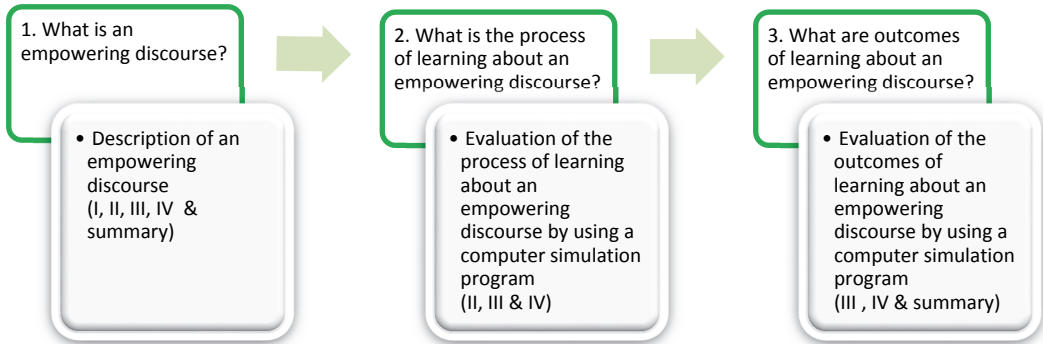 1. What is an
empowering discourse?
• Description of an
empowering
discourse
(I, II, III, IV &
summary)
2. What is the process
of learning about an
empowering discourse?
• Evaluation of the
process of learning
about an
empowering
discourse by using a
computer simulation
program
(II, III & IV)
3. What are outcomes
of learning about an
empowering discourse?
• Evaluation of the
outcomes of
learning about an
empowering
discourse by using a
computer simulation
program
(III , IV & summary)